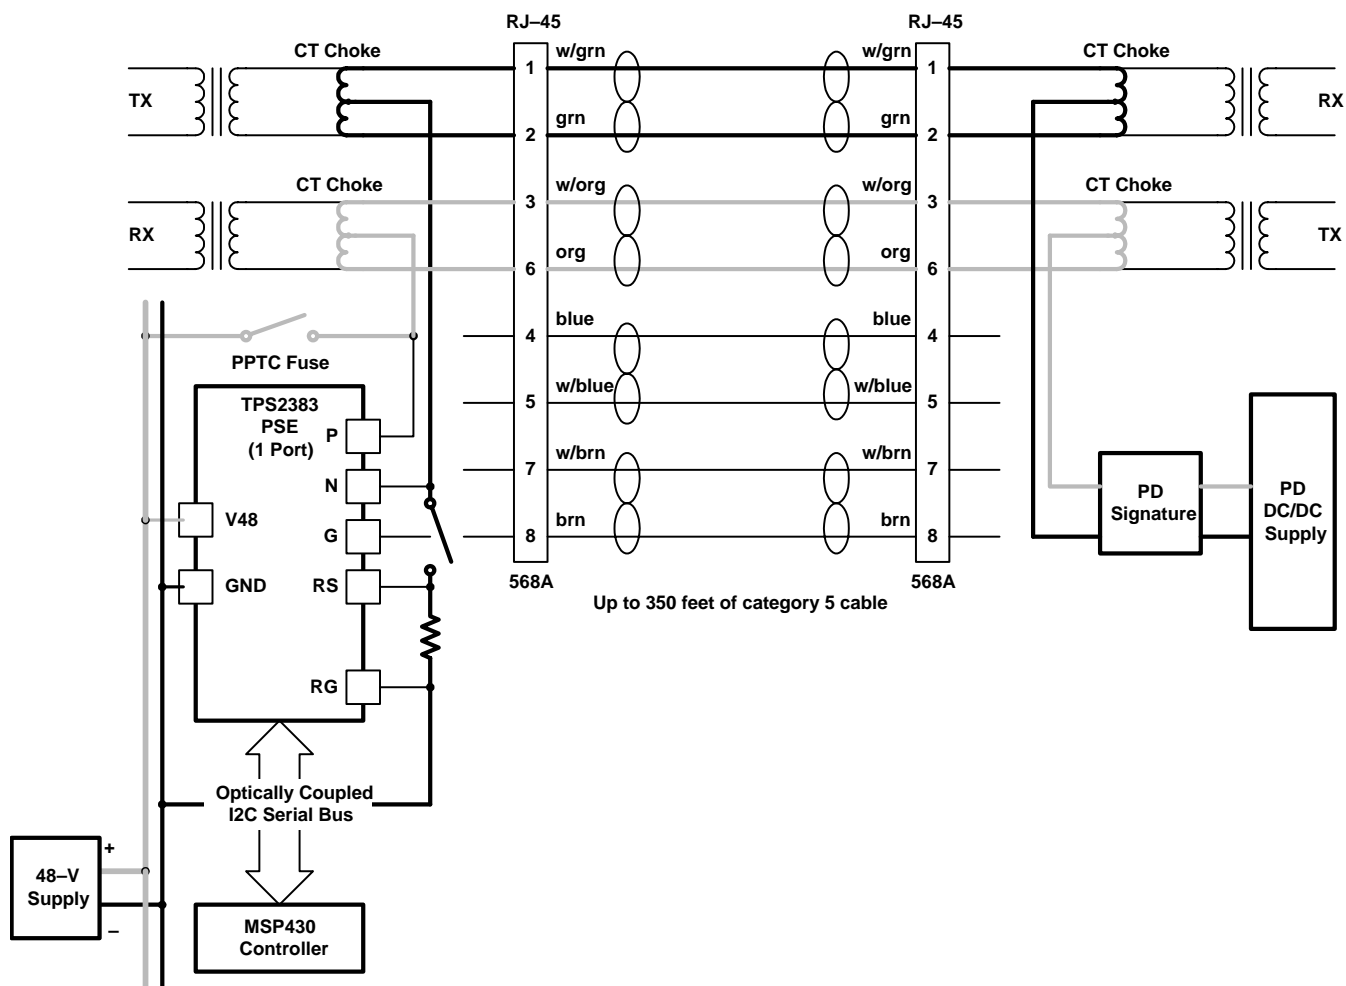 RJ–45
RJ–45
CT Choke
w/grn
w/grn
CT Choke
1
1
TX
RX
grn
grn
2
2
CT Choke
w/org
w/org
CT Choke
3
3
RX
TX
org
org
6
6
blue
blue
4
4
PPTC Fuse
w/blue
w/blue
5
5
TPS2383
PSE
(1 Port)
P
w/brn
w/brn
7
7
N
PD
Signature
PD
DC/DC
Supply
V48
G
brn
brn
8
8
GND
RS
568A
568A
Up to 350 feet of category 5 cable
RG
Optically Coupled
I2C Serial Bus
+
48–V
Supply
–
MSP430
Controller